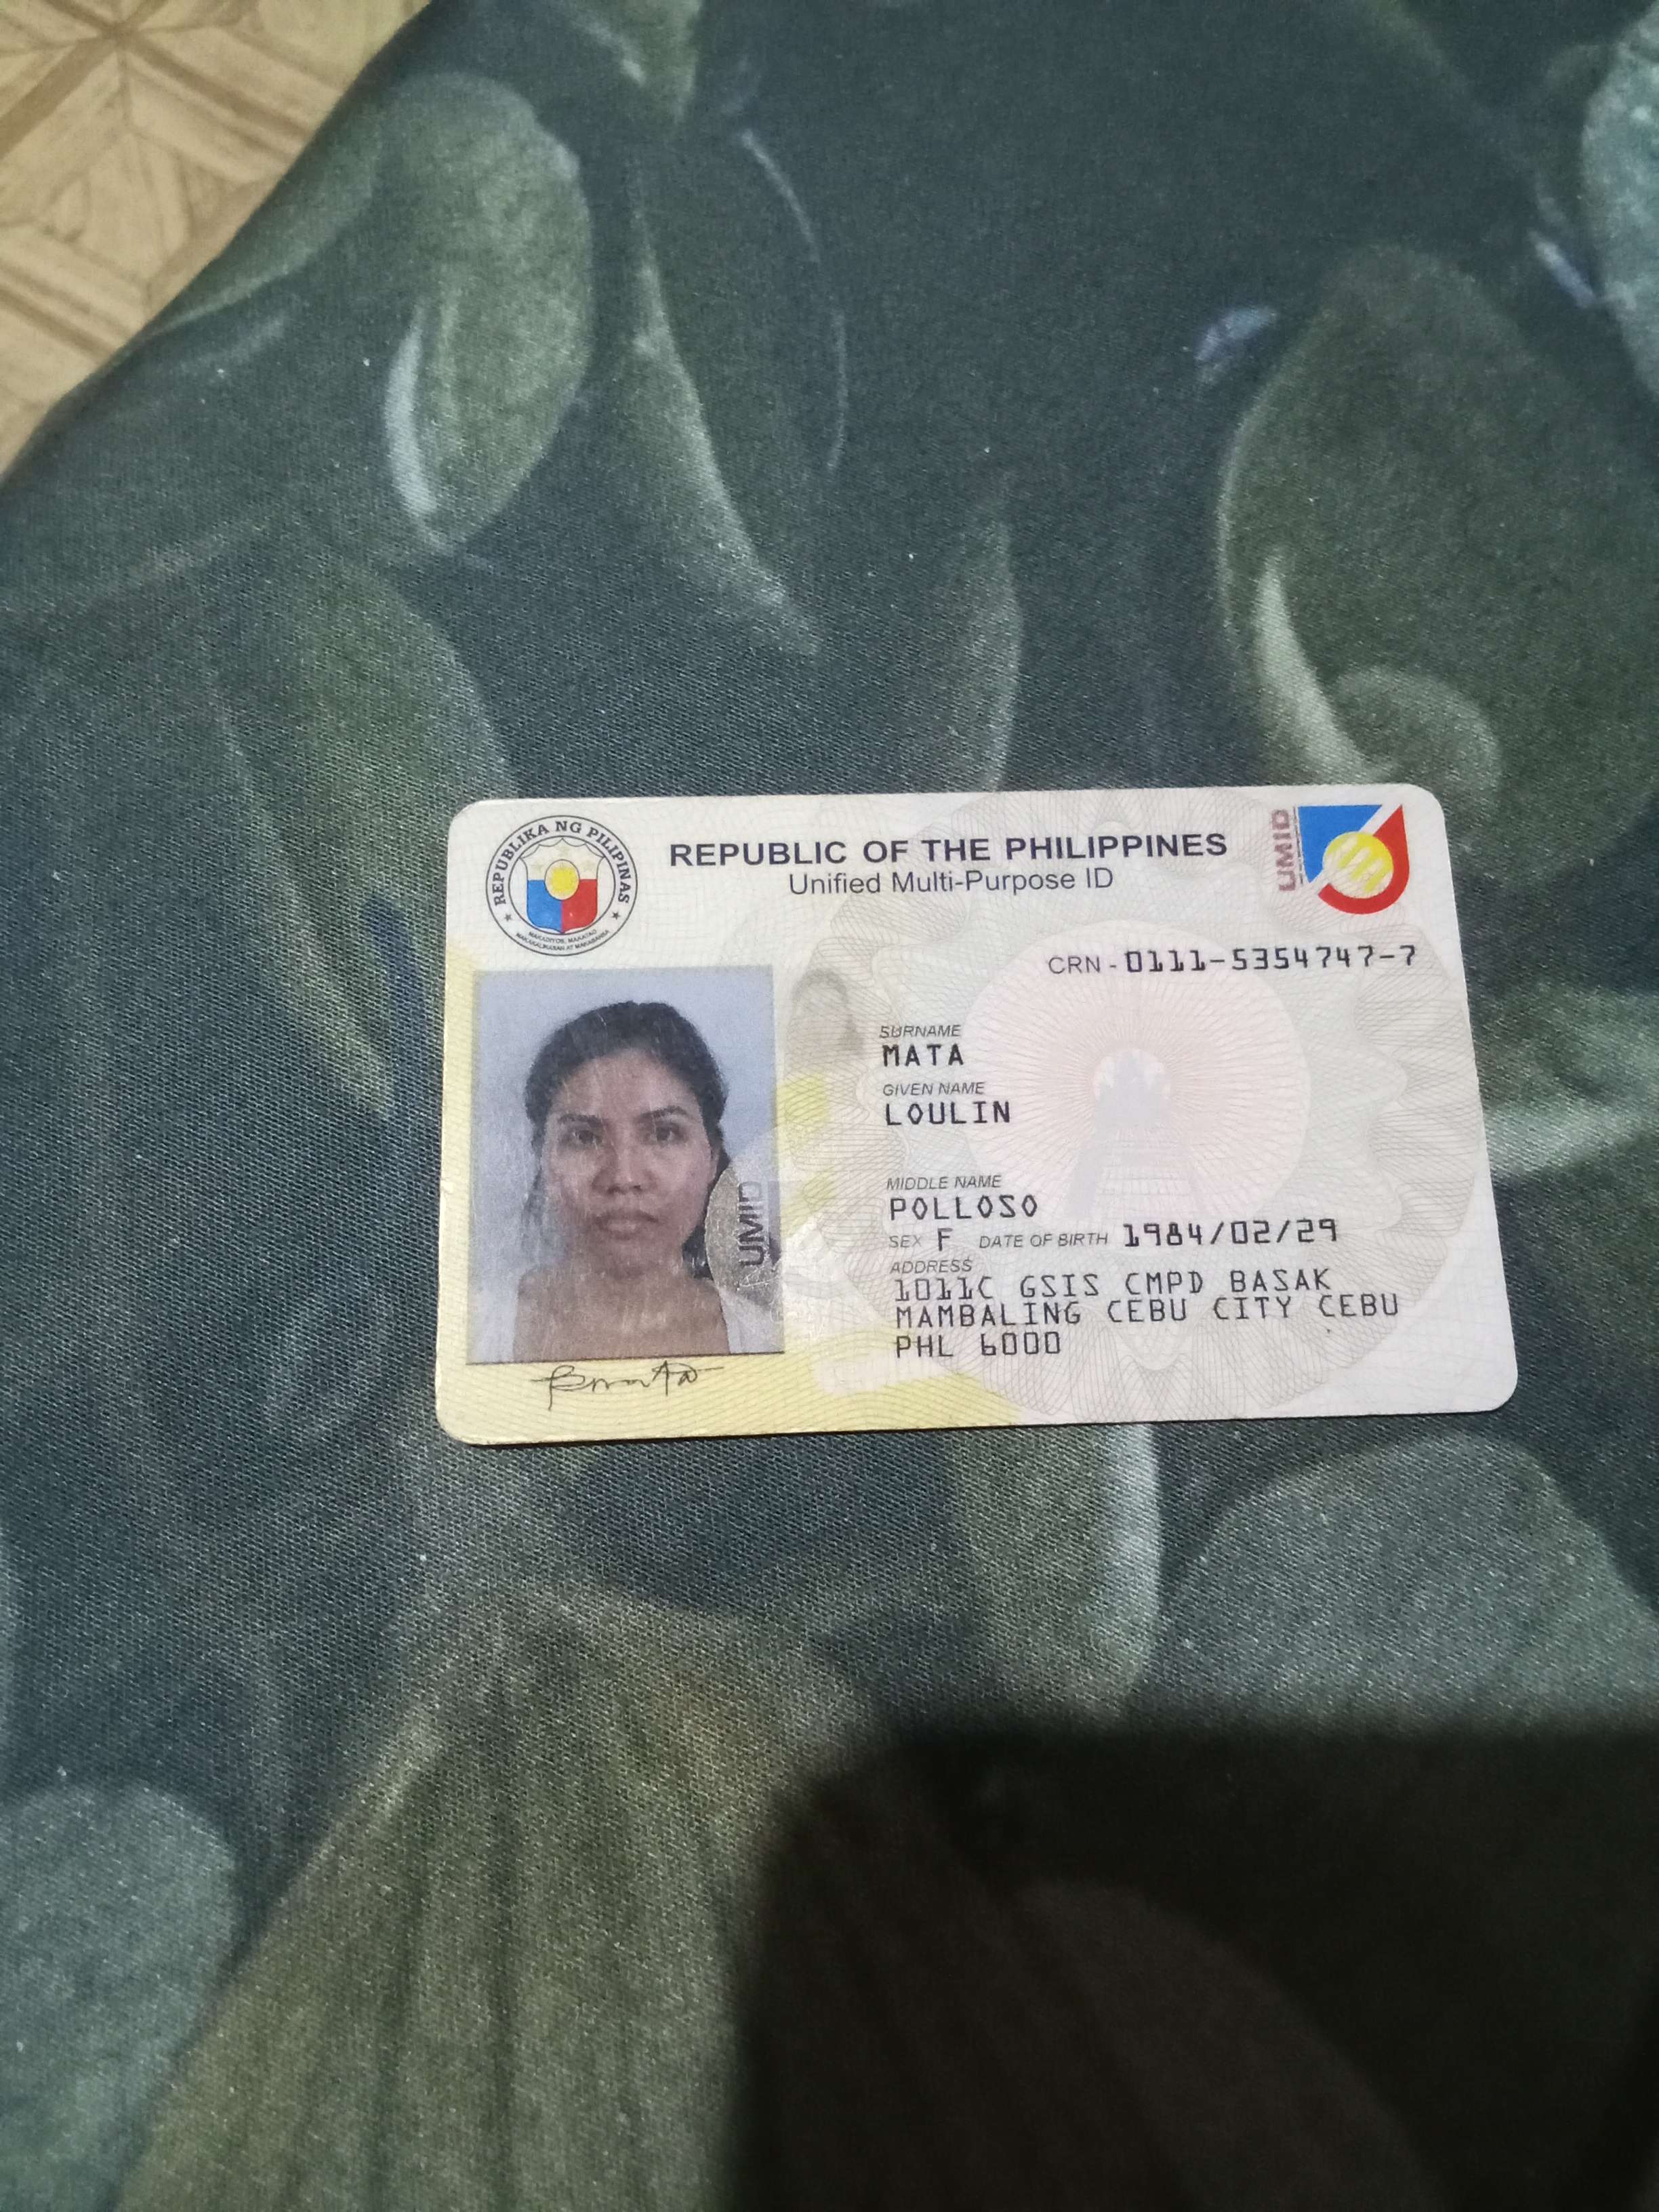 REPUBLIKA NG PILIPINAS
MAKADIYOS, MAKATAO
MAKAKALIKASAN AT MAKABANSA
REPUBLIC OF THE PHILIPPINES
Unified Multi-Purpose ID
UMID
CRN - 0111-5354747-7
SURNAME
MATA
GIVEN NAME
LOULIN
MIDDLE NAME
POLLOSO
SEX F DATE OF BIRTH 1984/02/29
ADDRESS
1011C GSIS CMPD BASAK
MAMBALING CEBU CITY CEBU
PHL 6000
UMID